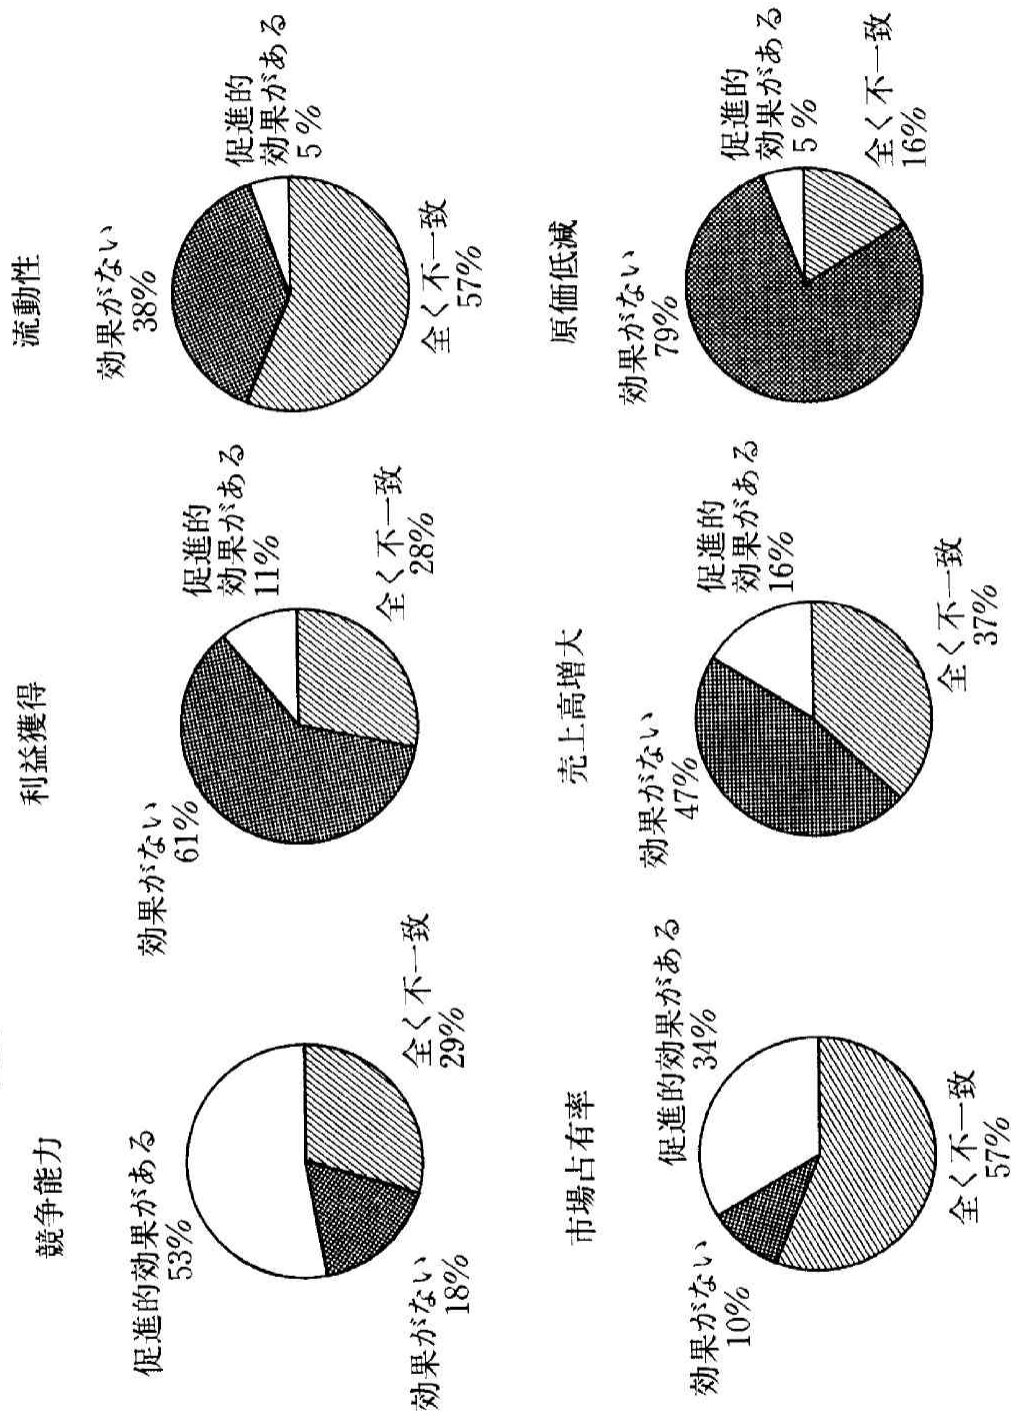 競争能力
促進的効果がある
53%
全く不一致
29%
効果がない
18%
利益獲得
促進的
効果がある
11%
効果がない
61%
全く不一致
28%
流動性
促進的
効果がある
5%
効果がない
38%
全く不一致
57%
市場占有率
促進的効果がある
34%
効果がない
10%
全く不一致
57%
売上高増大
促進的
効果がある
16%
効果がない
47%
全く不一致
37%
原価低減
促進的
効果がある
5%
効果がない
79%
全く不一致
16%